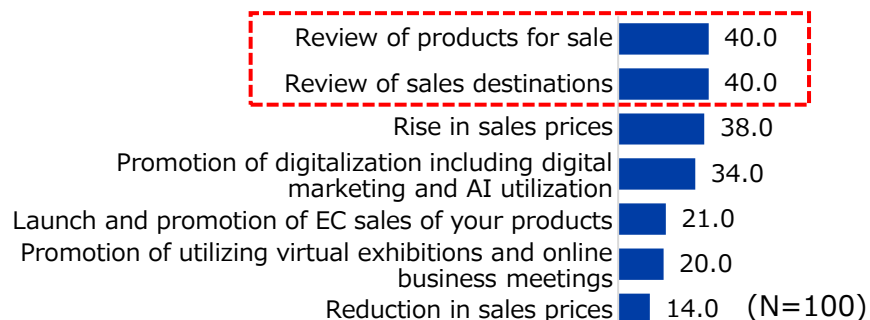 Review of products for sale 40.0
Review of sales destinations 40.0
Rise in sales prices 38.0
Promotion of digitalization including digital
marketing and AI utilization 34.0
Launch and promotion of EC sales of your products 21.0
Promotion of utilizing virtual exhibitions and online
business meetings 20.0
Reduction in sales prices 14.0 (N=100)